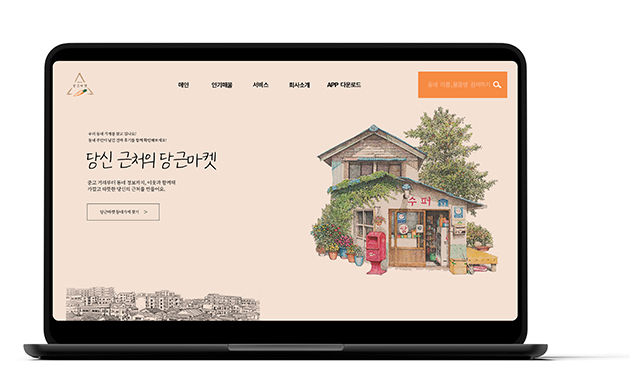 당근마켓
메인 인기매물 서비스 회사소개 APP 다운로드
동네 이름, 물품명 검색하기
우리 동네 가게를 찾고 있나요?
동네 주민이 남긴 진짜 후기를 함께 확인해보세요!
당신 근처의 당근마켓
중고 거래부터 동네 정보까지, 이웃과 함께해
가깝고 따뜻한 당신의 근처를 만들어요.
당근마켓 동네가게 찾기 >
수퍼